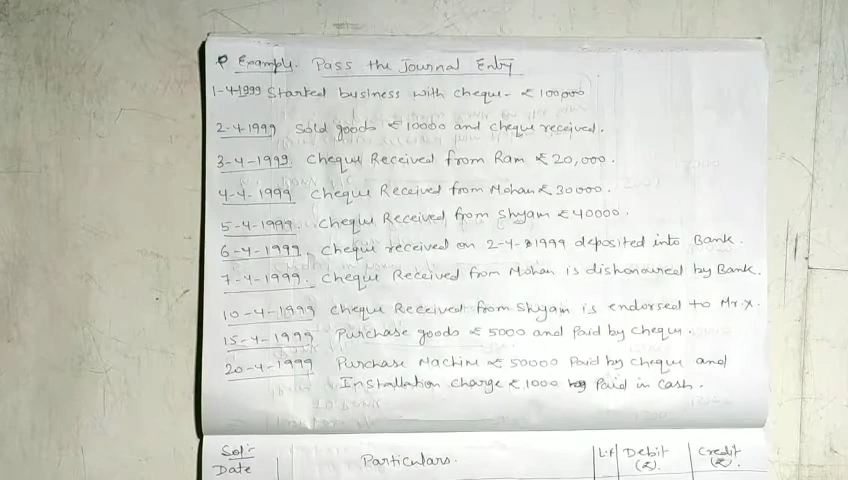 Example. Pass the Journal Entry
1-4-1999 Started business with cheque- ₹ 100,000
2-4-1999 Sold goods ₹ 10000 and cheque received.
3-4-1999 Cheque Received from Ram ₹ 20,000.
4-4-1999 Cheque Received from Mohan ₹ 30000.
5-4-1999. Cheque Received from Shyam ₹ 40000.
6-4-1999. Cheque received on 2-4-1999 deposited into Bank.
7-4-1999. Cheque Received from Mohan is dishonoured by Bank.
10-4-1999 Cheque Received from Shyam is endorsed to Mr. X.
15-4-1999 Purchase goods ₹ 5000 and Paid by cheque.
20-4-1999 Purchase Machine ₹ 50000 Paid by cheque and
Installation charge ₹ 1000 Paid in cash.
Sol:-
Date Particulars. L.f Debit (₹). Credit (₹).